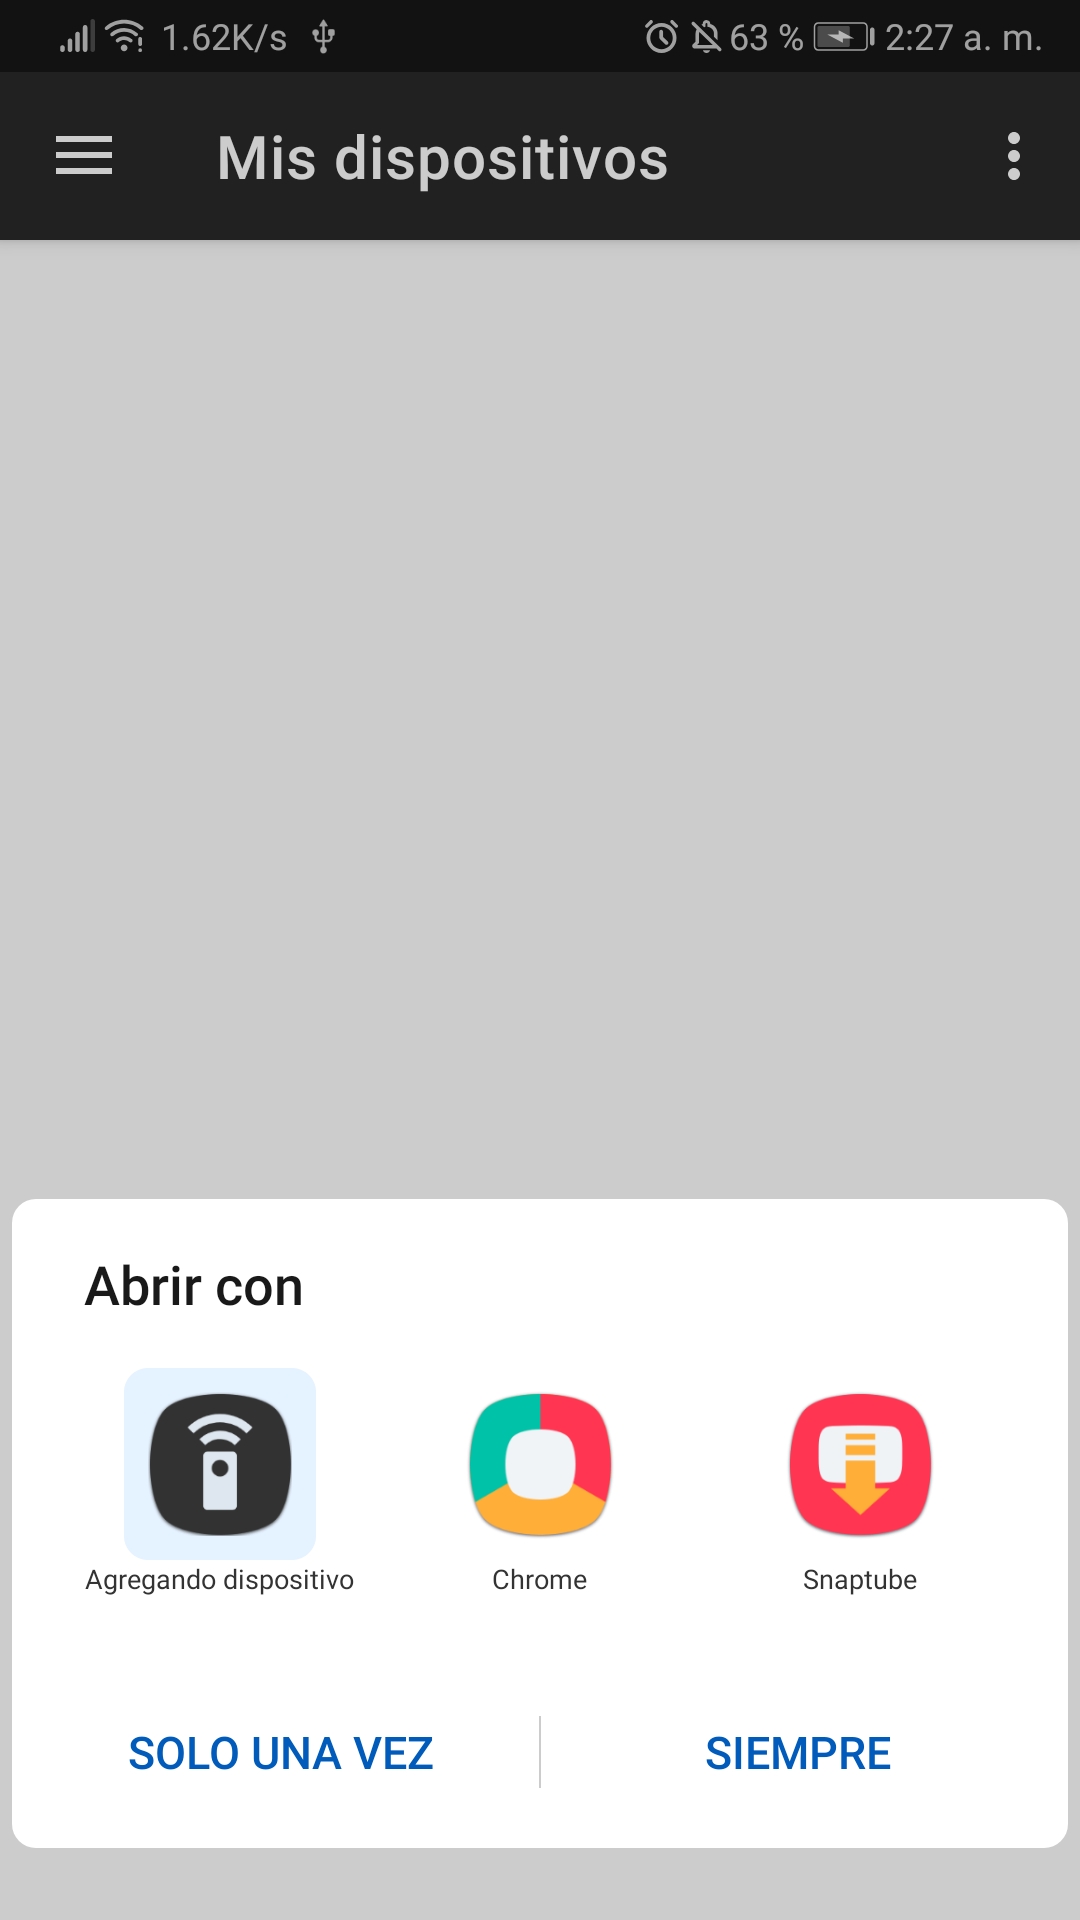 1.62K/s 63 % 2:27 a. m.
Mis dispositivos
Abrir con
Agregando dispositivo Chrome Snaptube
SOLO UNA VEZ SIEMPRE